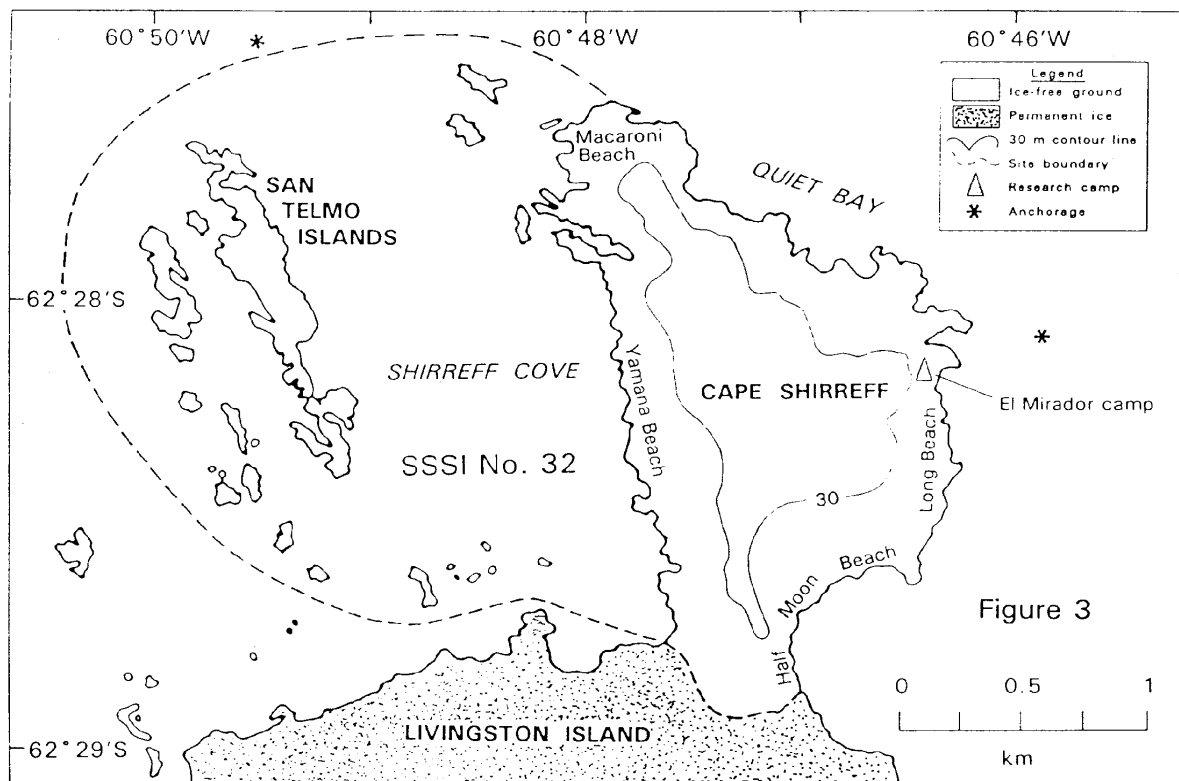 60°50'W
60°48'W
60°46'W
Legend
Ice-free ground
Permanent ice
30 m contour line
Site boundary
Research camp
Anchorage
Macaroni
Beach
QUIET BAY
SAN
TELMO
ISLANDS
62°28'S
SHIRREFF COVE
Yamana Beach
CAPE SHIRREFF
El Mirador camp
SSSI No. 32
Long Beach
30
Half Moon Beach
Figure 3
0 0.5 1
km
LIVINGSTON ISLAND
62°29'S